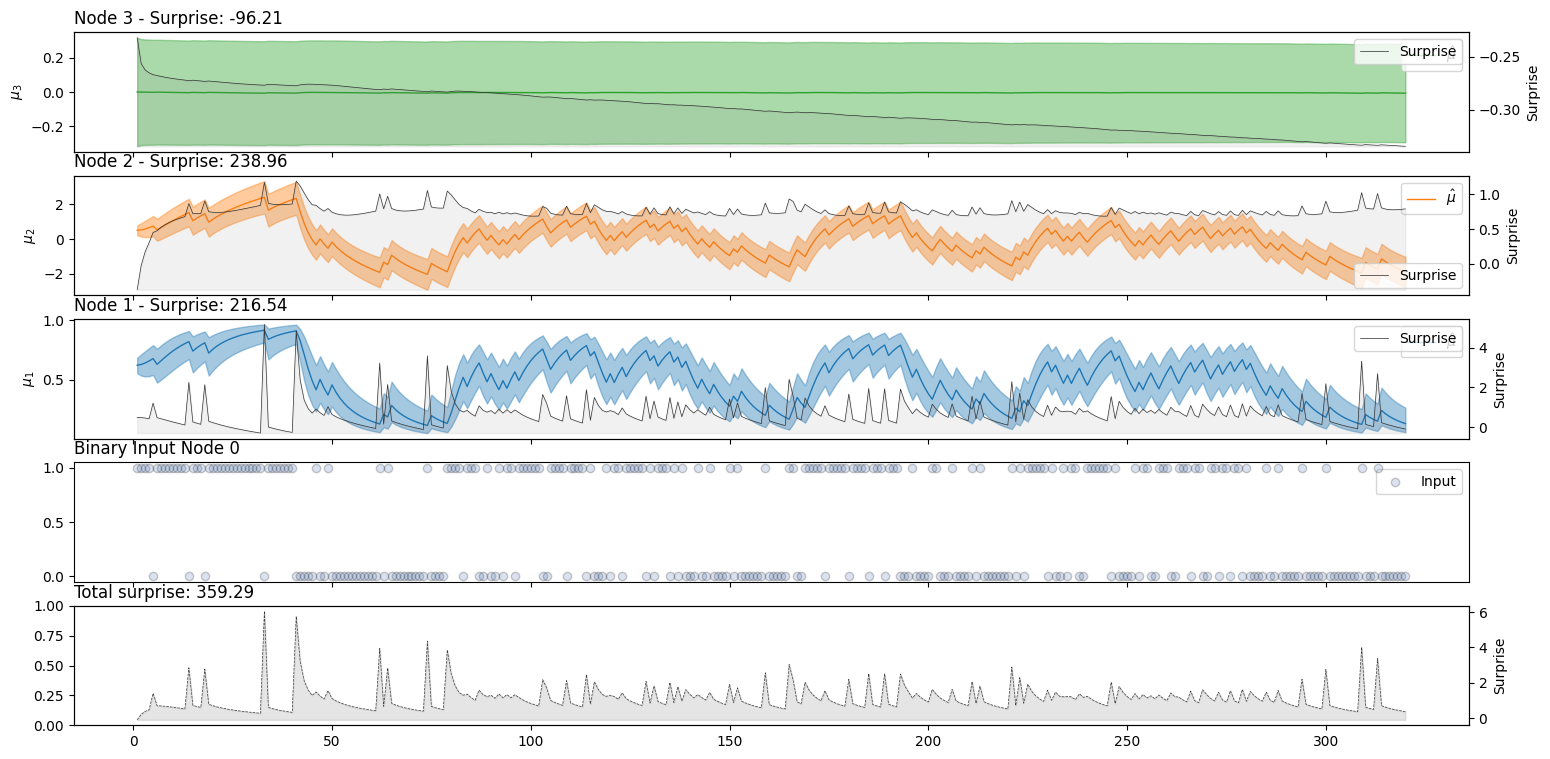 Node 3 - Surprise: -96.21
μ3
0.2
0.0
−0.2
Surprise
−0.25
−0.30
Surprise
Node 2 - Surprise: 238.96
μ2
2
0
−2
μ̂
Surprise
1.0
0.5
0.0
Surprise
Node 1 - Surprise: 216.54
μ1
1.0
0.5
Surprise
4
2
0
Surprise
Binary Input Node 0
1.0
0.5
0.0
Input
Total surprise: 359.29
1.00
0.75
0.50
0.25
0.00
6
4
2
0
Surprise
0 50 100 150 200 250 300